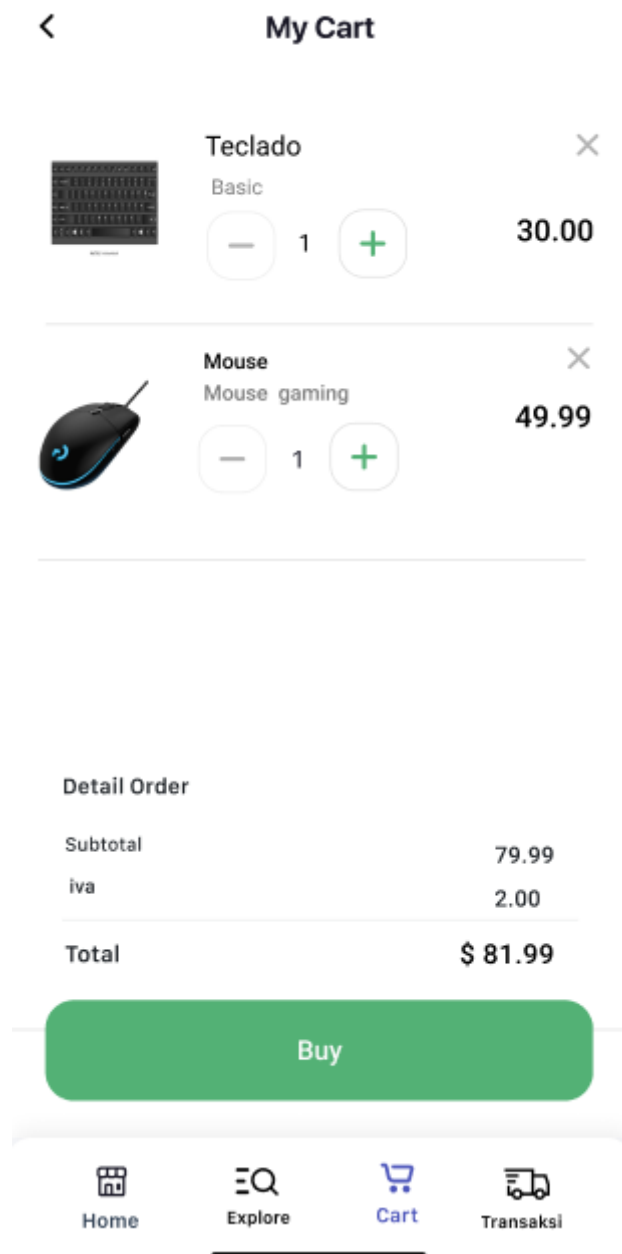 My Cart
Teclado
Basic
1
30.00
Mouse
Mouse gaming
1
49.99
Detail Order
Subtotal
79.99
iva
2.00
Total
$ 81.99
Buy
Home
Explore
Cart
Transaksi